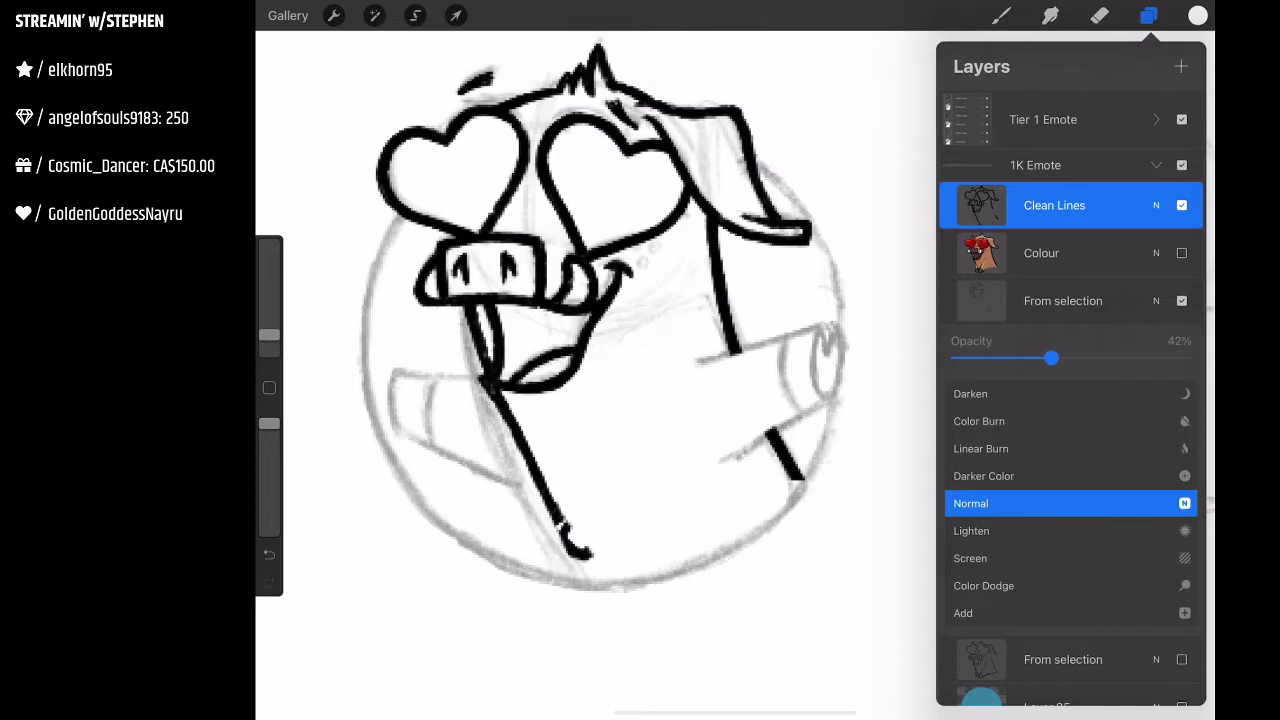 STREAMIN' w/STEPHEN
/ elkhorn95
/ angelofsouls9183: 250
/ Cosmic_Dancer: CA$150.00
/ GoldenGoddessNayru
Gallery
Layers
Tier 1 Emote
1K Emote
Clean Lines N
Colour N
From selection N
Opacity 42%
Darken
Color Burn
Linear Burn
Darker Color
Normal N
Lighten
Screen
Color Dodge
Add
From selection N